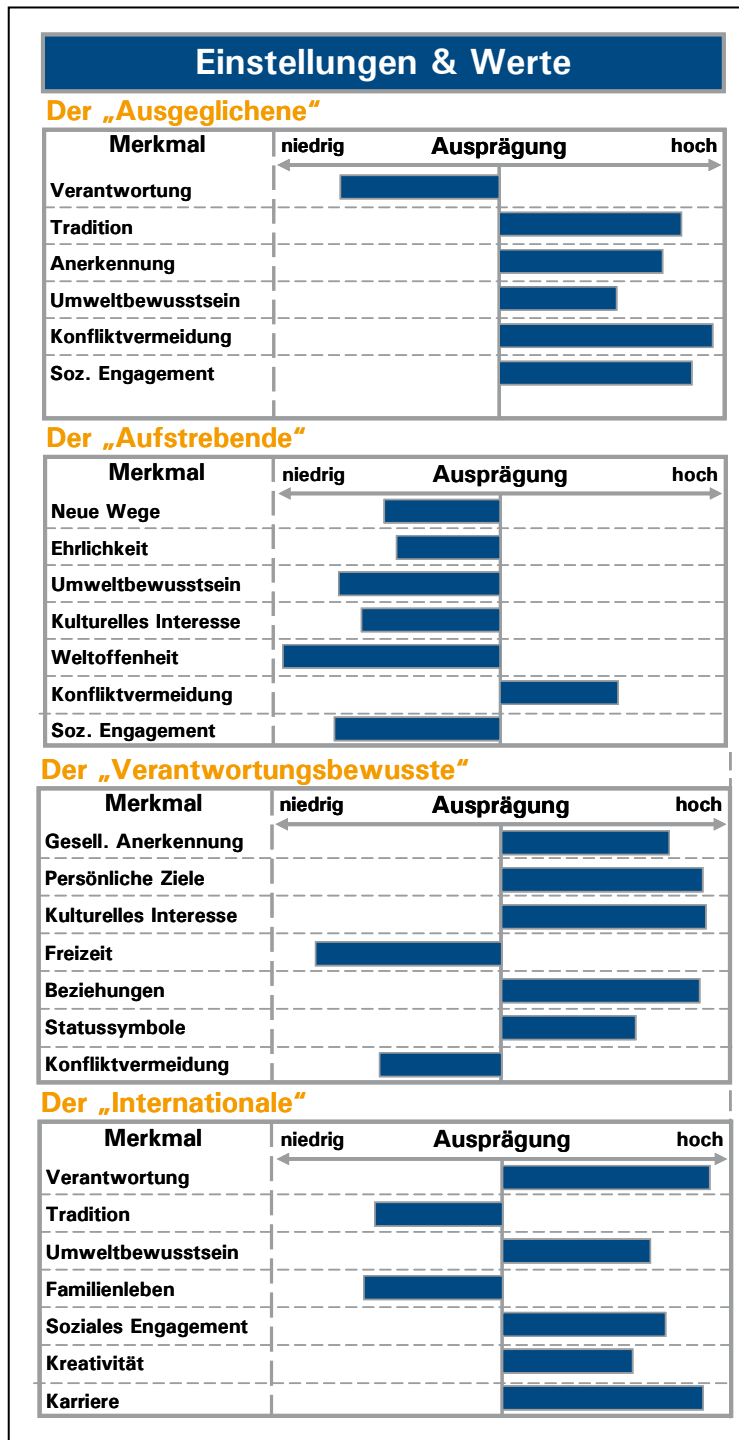 Einstellungen & Werte
Der „Ausgeglichene“
Merkmal niedrig Ausprägung hoch
Verantwortung
Tradition
Anerkennung
Umweltbewusstsein
Konfliktvermeidung
Soz. Engagement
Der „Aufstrebende“
Merkmal niedrig Ausprägung hoch
Neue Wege
Ehrlichkeit
Umweltbewusstsein
Kulturelles Interesse
Weltoffenheit
Konfliktvermeidung
Soz. Engagement
Der „Verantwortungsbewusste“
Merkmal niedrig Ausprägung hoch
Gesell. Anerkennung
Persönliche Ziele
Kulturelles Interesse
Freizeit
Beziehungen
Statussymbole
Konfliktvermeidung
Der „Internationale“
Merkmal niedrig Ausprägung hoch
Verantwortung
Tradition
Umweltbewusstsein
Familienleben
Soziales Engagement
Kreativität
Karriere